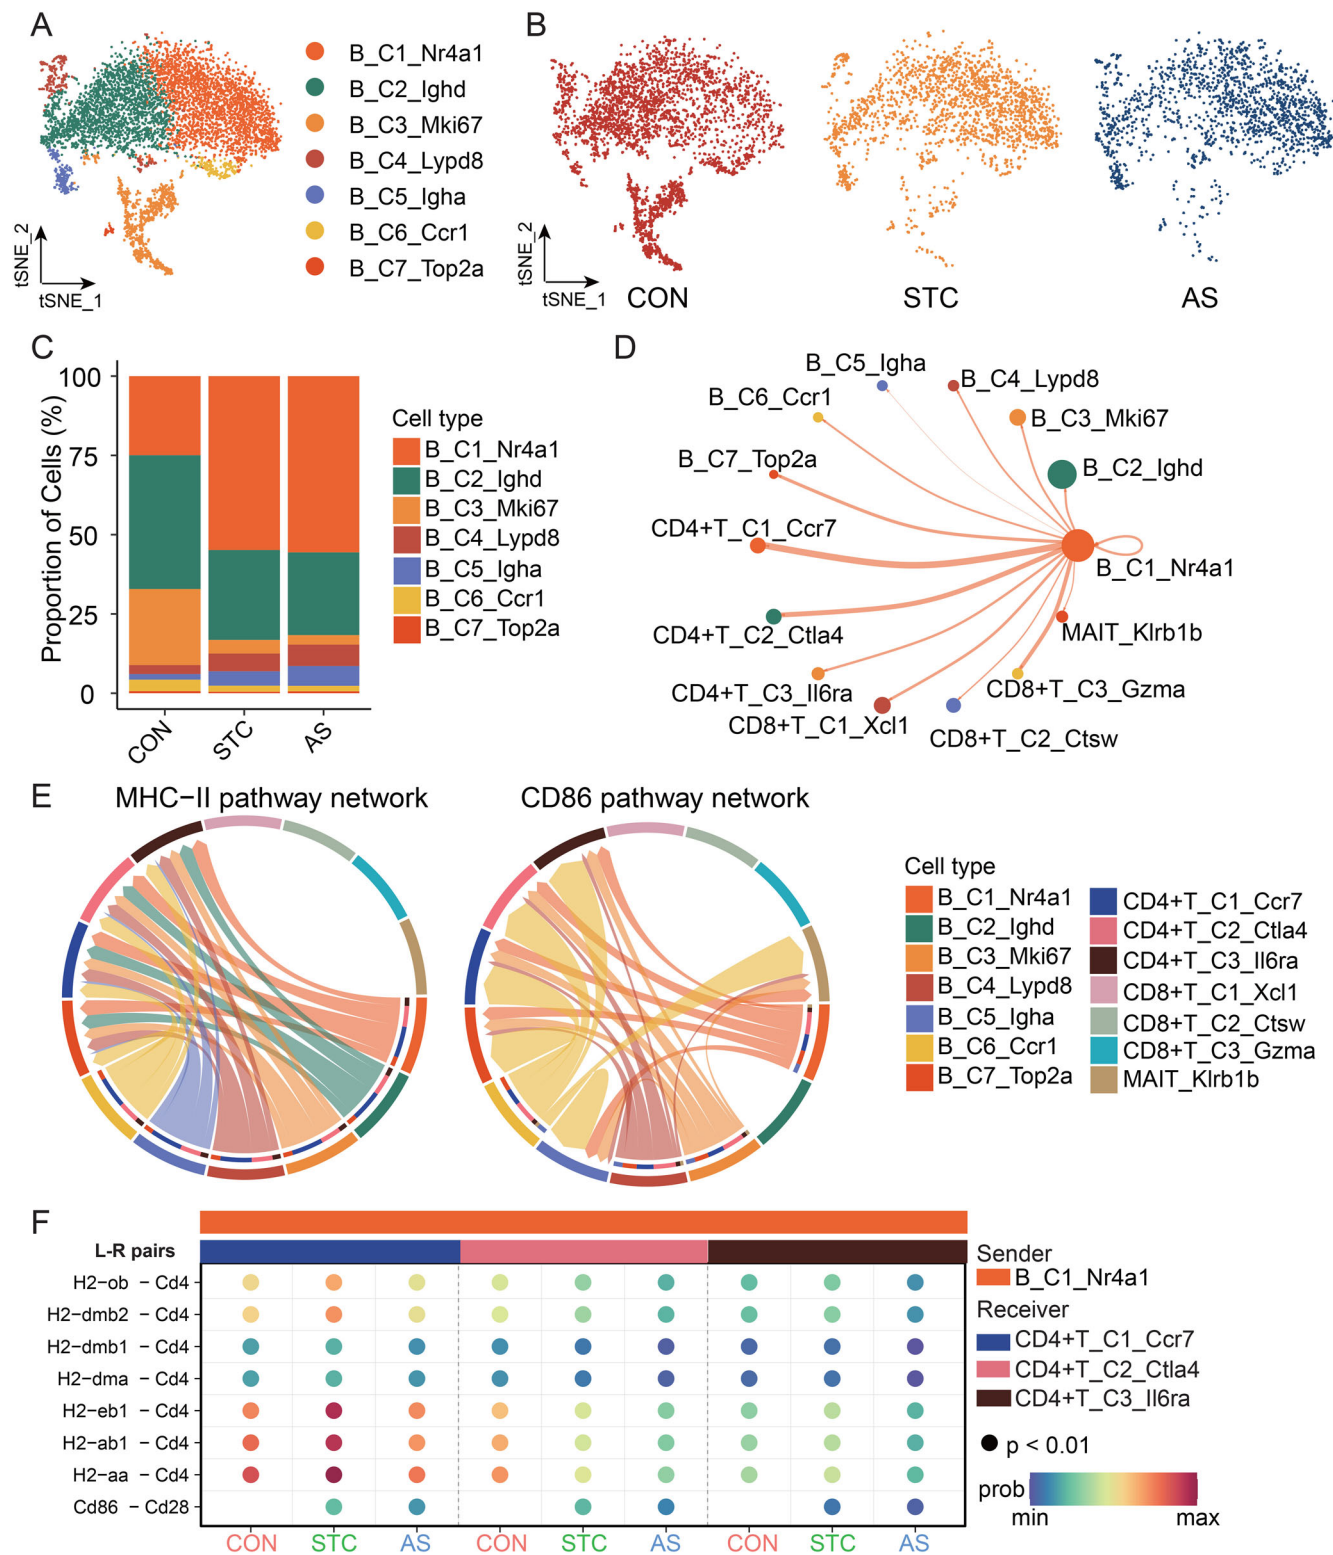 A
B_C1_Nr4a1
B_C2_Ighd
B_C3_Mki67
B_C4_Lypd8
B_C5_Igha
B_C6_Ccr1
B_C7_Top2a
tSNE_2
tSNE_1
B
tSNE_2
tSNE_1
CON
STC
AS
C
Proportion of Cells (%)
100
75
50
25
0
CON
STC
AS
Cell type
B_C1_Nr4a1
B_C2_Ighd
B_C3_Mki67
B_C4_Lypd8
B_C5_Igha
B_C6_Ccr1
B_C7_Top2a
D
B_C5_Igha
B_C4_Lypd8
B_C6_Ccr1
B_C3_Mki67
B_C7_Top2a
B_C2_Ighd
CD4+T_C1_Ccr7
B_C1_Nr4a1
CD4+T_C2_Ctla4
MAIT_Klrb1b
CD4+T_C3_Il6ra
CD8+T_C3_Gzma
CD8+T_C1_Xcl1
CD8+T_C2_Ctsw
E
MHC−II pathway network
CD86 pathway network
Cell type
B_C1_Nr4a1
B_C2_Ighd
B_C3_Mki67
B_C4_Lypd8
B_C5_Igha
B_C6_Ccr1
B_C7_Top2a
CD4+T_C1_Ccr7
CD4+T_C2_Ctla4
CD4+T_C3_Il6ra
CD8+T_C1_Xcl1
CD8+T_C2_Ctsw
CD8+T_C3_Gzma
MAIT_Klrb1b
F
L-R pairs
H2−ob − Cd4
H2−dmb2 − Cd4
H2−dmb1 − Cd4
H2−dma − Cd4
H2−eb1 − Cd4
H2−ab1 − Cd4
H2−aa − Cd4
Cd86 − Cd28
CON STC AS CON STC AS CON STC AS
Sender
B_C1_Nr4a1
Receiver
CD4+T_C1_Ccr7
CD4+T_C2_Ctla4
CD4+T_C3_Il6ra
p < 0.01
prob
min max